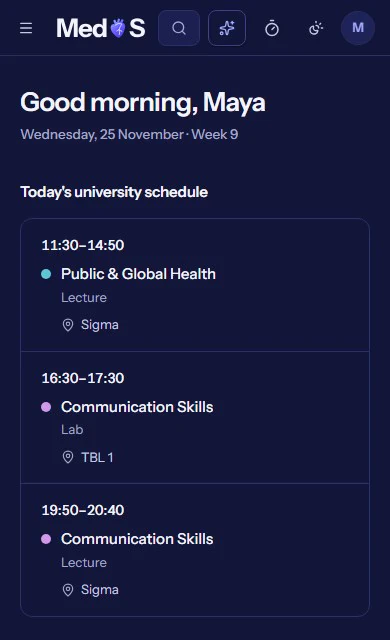 MedS
M
Good morning, Maya
Wednesday, 25 November · Week 9
Today's university schedule
11:30–14:50
Public & Global Health
Lecture
Sigma
16:30–17:30
Communication Skills
Lab
TBL 1
19:50–20:40
Communication Skills
Lecture
Sigma